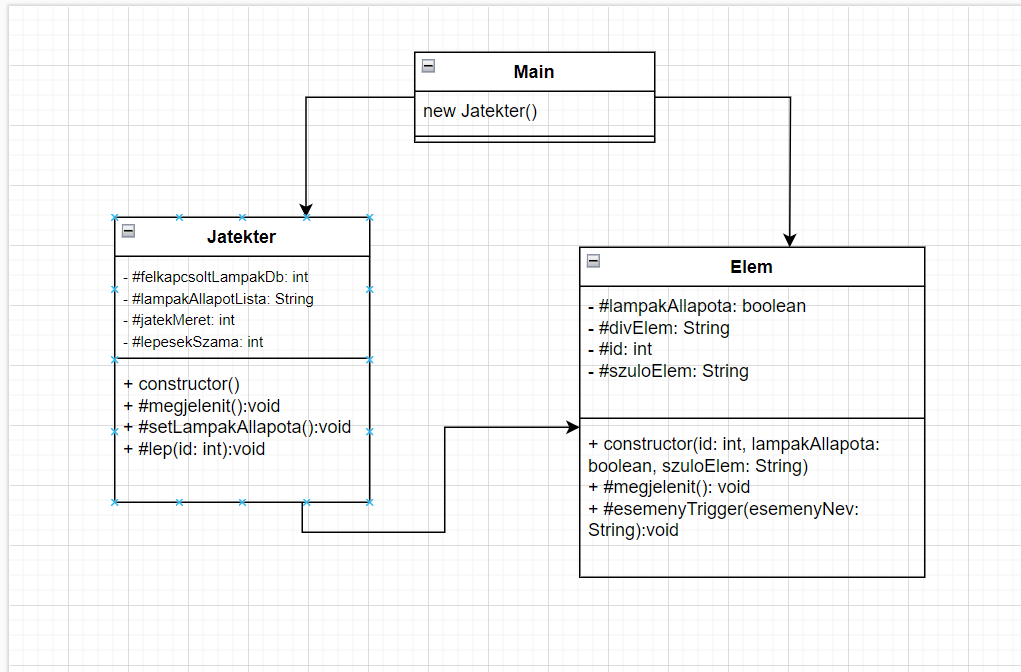 Main
new Jatekter()
Jatekter
- #felkapcsoltLampakDb: int
- #lampakAllapotLista: String
- #jatekMeret: int
- #lepesekSzama: int
+ constructor()
+ #megjelenit():void
+ #setLampakAllapota():void
+ #lep(id: int):void
Elem
- #lampakAllapota: boolean
- #divElem: String
- #id: int
- #szuloElem: String
+ constructor(id: int, lampakAllapota:
boolean, szuloElem: String)
+ #megjelenit(): void
+ #esemenyTrigger(esemenyNev:
String):void